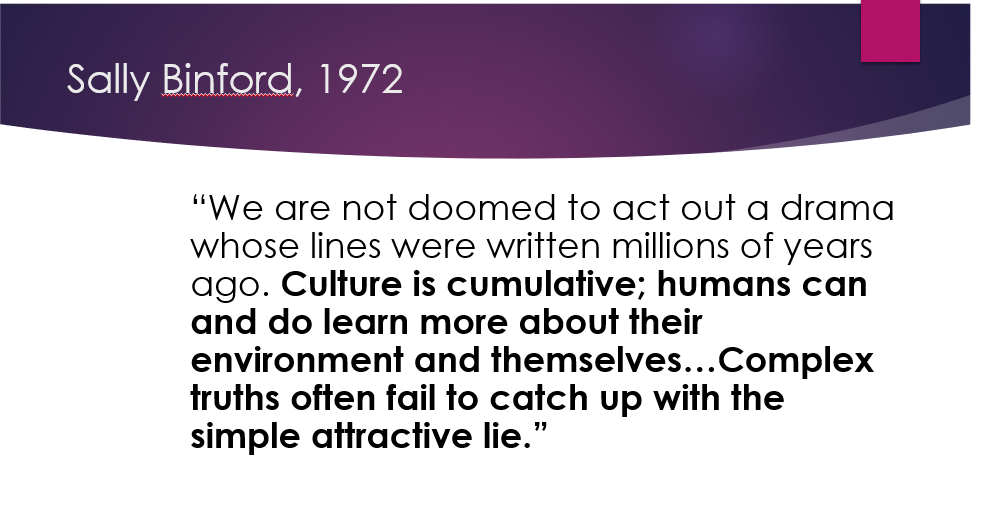 Sally Binford, 1972
“We are not doomed to act out a drama
whose lines were written millions of years
ago. Culture is cumulative; humans can
and do learn more about their
environment and themselves…Complex
truths often fail to catch up with the
simple attractive lie.”